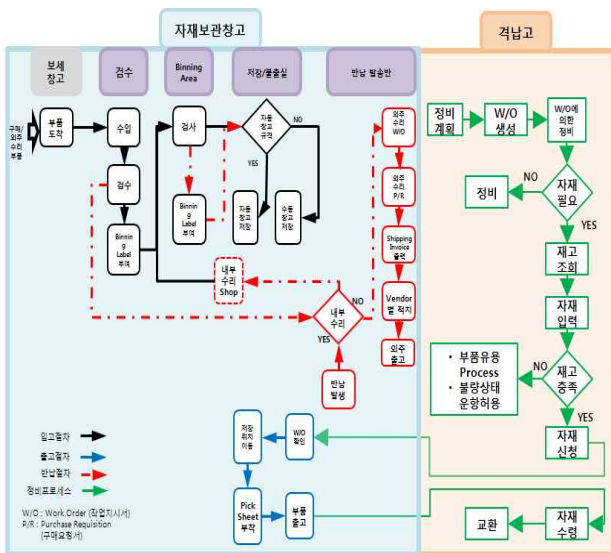 자재보관창고
격납고
보세
창고
검수
Binning
Area
저장/불출실
반납 발송반
구매/
외주
수리
부품
부품
도착
수입
검수
Binnin
g Label
부여
검사
Binnin
g
Label
부여
자동
창고
규격
NO
YES
자동
창고
저장
수동
창고
저장
외주
수리
W/O
외주
수리
P/R
Shipping
Invoice
출력
Vendor
별 적치
외주
출고
내부
수리
Shop
내부
수리
NO
YES
반납
발생
정비
계획
W/O
생성
W/O에
의한
정비
자재
필요
NO
정비
YES
재고
조회
자재
입력
재고
충족
NO
• 부품유용
Process
• 불량상태
운항허용
YES
자재
신청
저장
위치
이동
W/O
확인
Pick
Sheet
부착
부품
출고
교환
자재
수령
입고절차
출고절차
반납절차
정비프로세스
W/O : Work Order (작업지시서)
P/R : Purchase Requisition
(구매요청서)